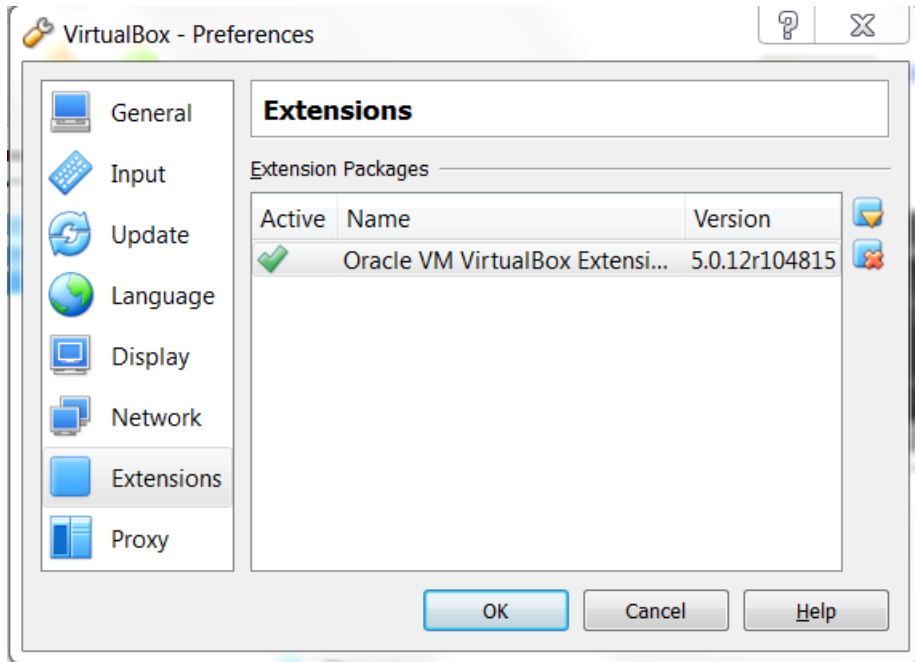 VirtualBox - Preferences
General
Input
Update
Language
Display
Network
Extensions
Proxy
Extensions
Extension Packages
Active Name Version
Oracle VM VirtualBox Extensi... 5.0.12r104815
OK Cancel Help